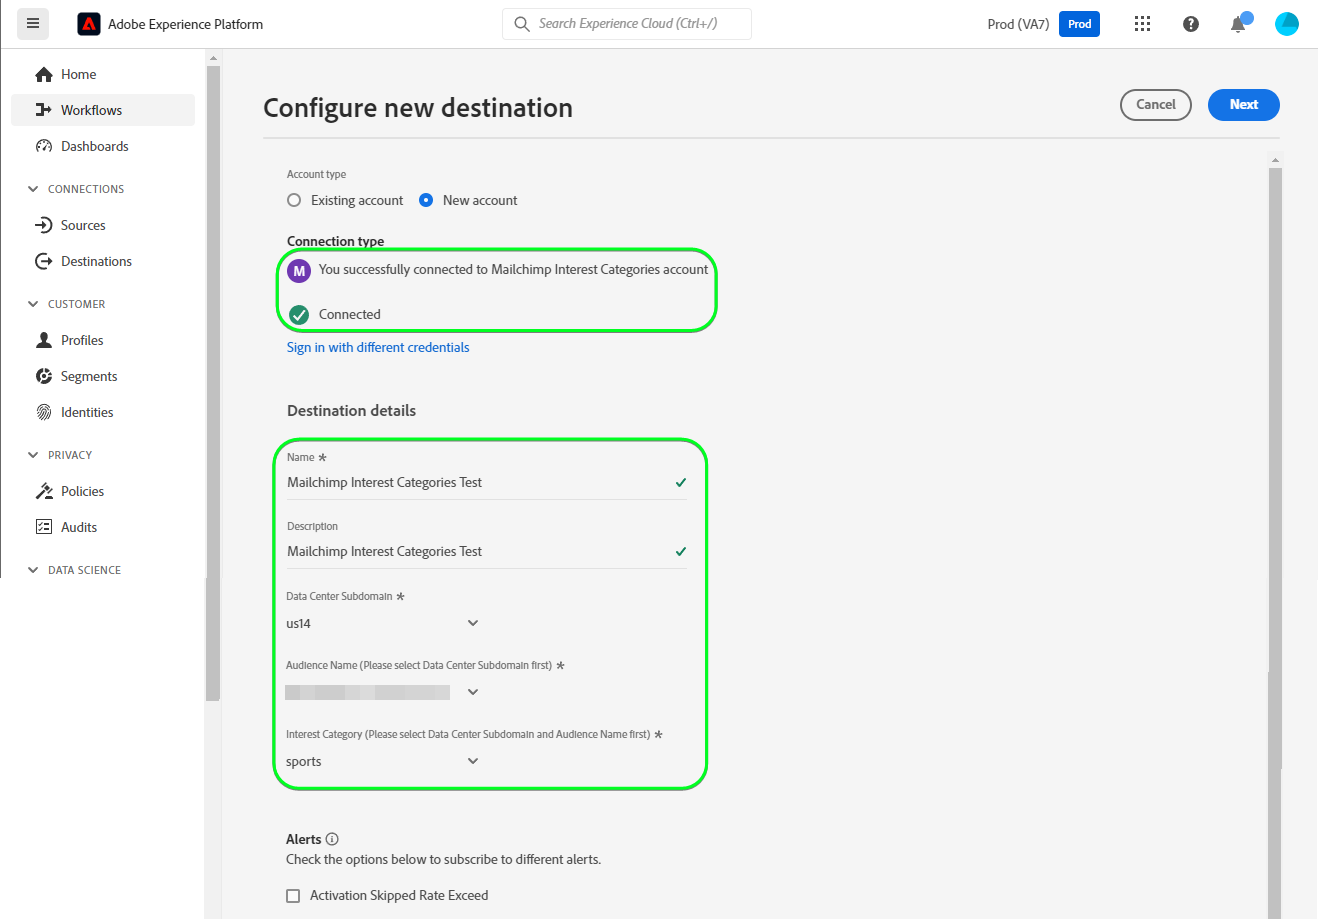 Adobe Experience Platform
Search Experience Cloud (Ctrl+/)
Prod (VA7)
Prod
Home
Workflows
Dashboards
CONNECTIONS
Sources
Destinations
CUSTOMER
Profiles
Segments
Identities
PRIVACY
Policies
Audits
DATA SCIENCE
Configure new destination
Cancel
Next
Account type
Existing account
New account
Connection type
M
You successfully connected to Mailchimp Interest Categories account
Connected
Sign in with different credentials
Destination details
Name *
Mailchimp Interest Categories Test
Description
Mailchimp Interest Categories Test
Data Center Subdomain *
us14
Audience Name (Please select Data Center Subdomain first) *
Interest Category (Please select Data Center Subdomain and Audience Name first) *
sports
Alerts
Check the options below to subscribe to different alerts.
Activation Skipped Rate Exceed